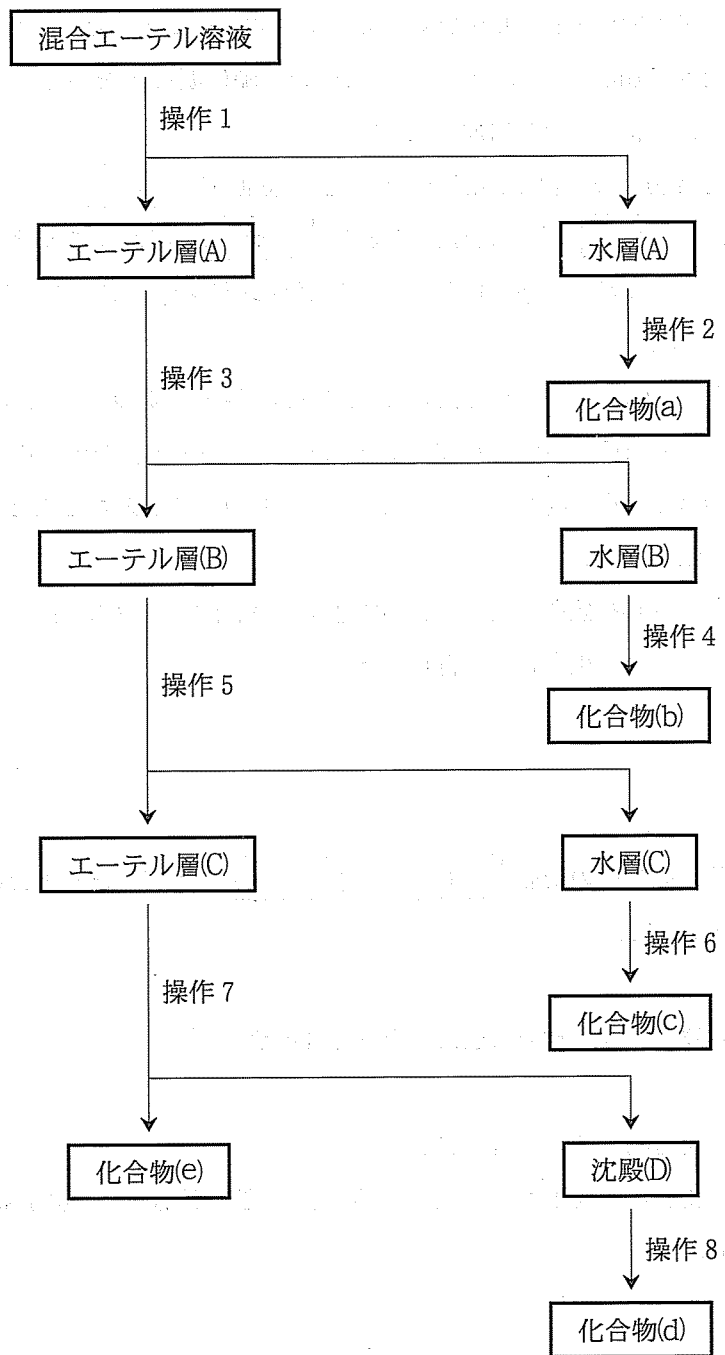 混合エーテル溶液
操作 1
エーテル層(A)
水層(A)
操作 2
操作 3
化合物(a)
エーテル層(B)
水層(B)
操作 4
操作 5
化合物(b)
エーテル層(C)
水層(C)
操作 6
操作 7
化合物(c)
化合物(e)
沈殿(D)
操作 8
化合物(d)